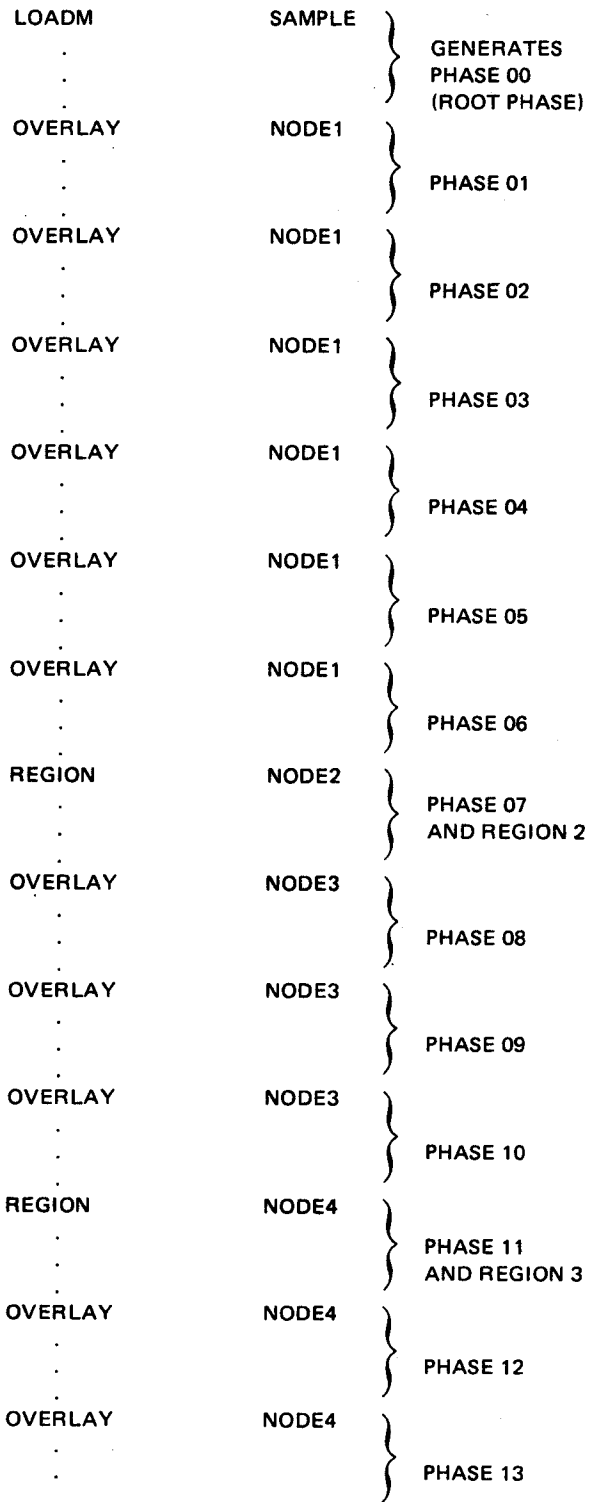 LOADM SAMPLE
GENERATES
PHASE 00
(ROOT PHASE)
OVERLAY NODE1
PHASE 01
OVERLAY NODE1
PHASE 02
OVERLAY NODE1
PHASE 03
OVERLAY NODE1
PHASE 04
OVERLAY NODE1
PHASE 05
OVERLAY NODE1
PHASE 06
REGION NODE2
PHASE 07
AND REGION 2
OVERLAY NODE3
PHASE 08
OVERLAY NODE3
PHASE 09
OVERLAY NODE3
PHASE 10
REGION NODE4
PHASE 11
AND REGION 3
OVERLAY NODE4
PHASE 12
OVERLAY NODE4
PHASE 13